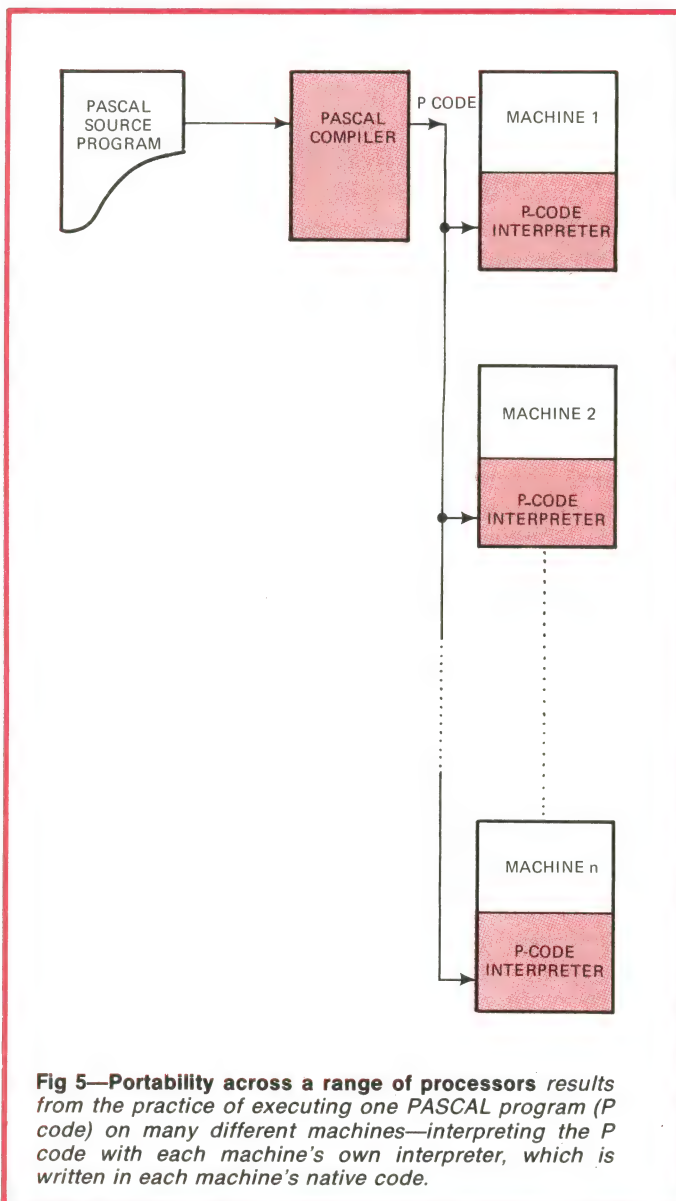 PASCAL
SOURCE
PROGRAM
PASCAL
COMPILER
P CODE
MACHINE 1
P-CODE
INTERPRETER
MACHINE 2
P-CODE
INTERPRETER
MACHINE n
P-CODE
INTERPRETER
Fig 5—Portability across a range of processors results
from the practice of executing one PASCAL program (P
code) on many different machines—interpreting the P
code with each machine's own interpreter, which is
written in each machine's native code.